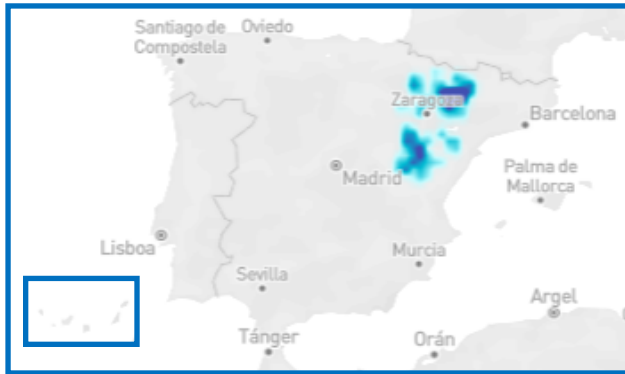 Santiago de
Compostela
Oviedo
Zaragoza
Barcelona
Madrid
Palma de
Mallorca
Lisboa
Murcia
Sevilla
Argel
Tánger
Orán